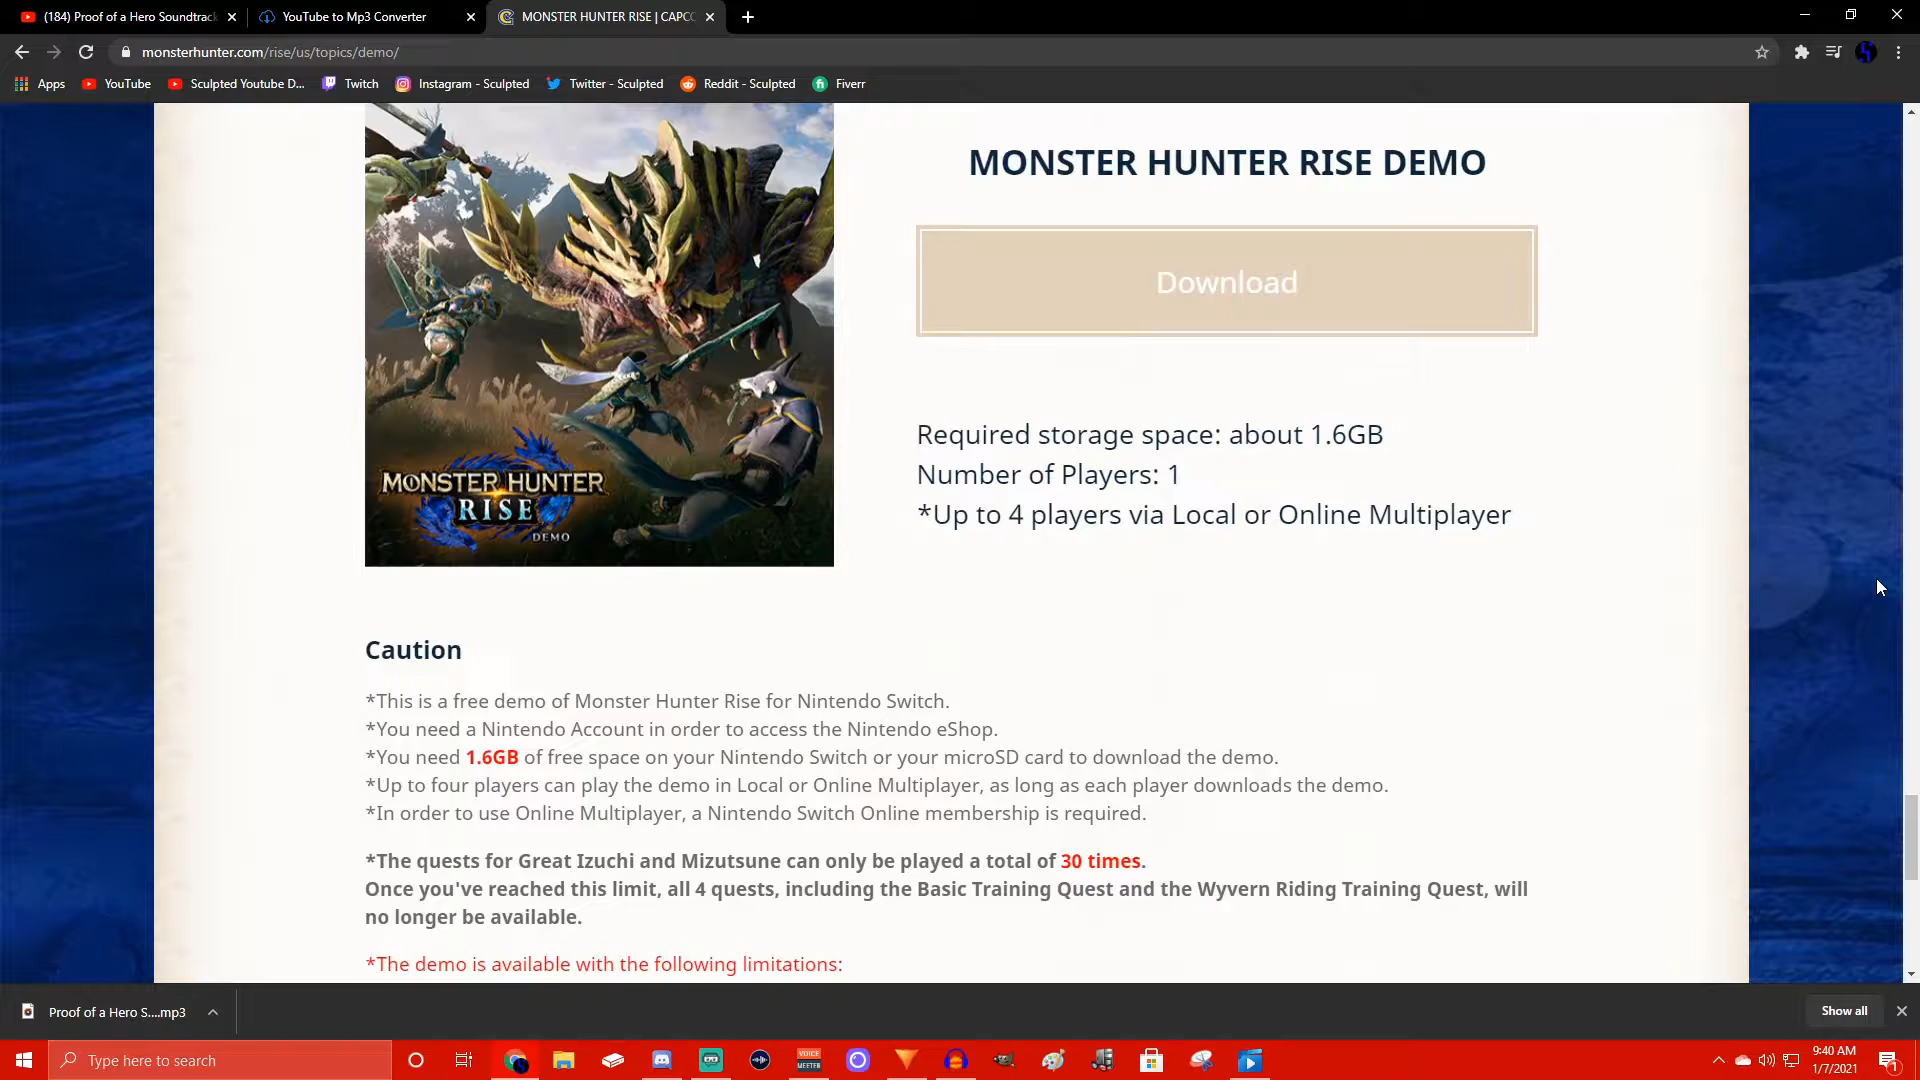 (184) Proof of a Hero Soundtrack
YouTube to Mp3 Converter
MONSTER HUNTER RISE | CAPCO
monsterhunter.com/rise/us/topics/demo/
Apps
YouTube
Sculpted Youtube D...
Twitch
Instagram - Sculpted
Twitter - Sculpted
Reddit - Sculpted
Fiverr
MONSTER HUNTER
RISE
DEMO
MONSTER HUNTER RISE DEMO
Download
Required storage space: about 1.6GB
Number of Players: 1
*Up to 4 players via Local or Online Multiplayer
Caution
*This is a free demo of Monster Hunter Rise for Nintendo Switch.
*You need a Nintendo Account in order to access the Nintendo eShop.
*You need 1.6GB of free space on your Nintendo Switch or your microSD card to download the demo.
*Up to four players can play the demo in Local or Online Multiplayer, as long as each player downloads the demo.
*In order to use Online Multiplayer, a Nintendo Switch Online membership is required.
*The quests for Great Izuchi and Mizutsune can only be played a total of 30 times.
Once you've reached this limit, all 4 quests, including the Basic Training Quest and the Wyvern Riding Training Quest, will
no longer be available.
*The demo is available with the following limitations:
Proof of a Hero S....mp3
Show all
Type here to search
VOICE
MEETER
9:40 AM
1/7/2021
1